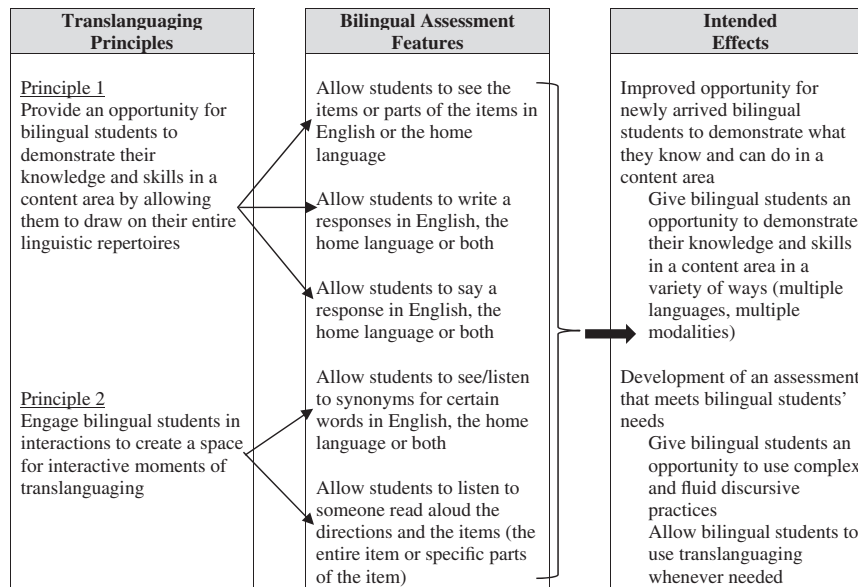 Translanguaging
Principles
Principle 1
Provide an opportunity for
bilingual students to
demonstrate their
knowledge and skills in a
content area by allowing
them to draw on their entire
linguistic repertoires
Principle 2
Engage bilingual students in
interactions to create a space
for interactive moments of
translanguaging
Bilingual Assessment
Features
Allow students to see the
items or parts of the items in
English or the home
language
Allow students to write a
responses in English, the
home language or both
Allow students to say a
response in English, the
home language or both
Allow students to see/listen
to synonyms for certain
words in English, the home
language or both
Allow students to listen to
someone read aloud the
directions and the items (the
entire item or specific parts
of the item)
Intended
Effects
Improved opportunity for
newly arrived bilingual
students to demonstrate what
they know and can do in a
content area
Give bilingual students an
opportunity to demonstrate
their knowledge and skills
in a content area in a
variety of ways (multiple
languages, multiple
modalities)
Development of an assessment
that meets bilingual students'
needs
Give bilingual students an
opportunity to use complex
and fluid discursive
practices
Allow bilingual students to
use translanguaging
whenever needed